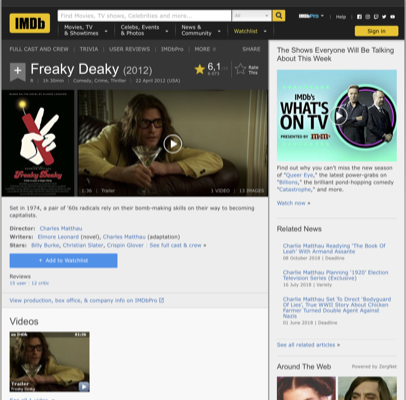 IMDb
Find Movies, TV shows, Celebrities and more...
All
IMDbPro
Help
Movies, TV
& Showtimes
Celebs, Events
& Photos
News &
Community
Watchlist
Sign in
FULL CAST AND CREW | TRIVIA | USER REVIEWS | IMDbPro | MORE
SHARE
Freaky Deaky (2012)
R | 1h 30min | Comedy, Crime, Thriller | 22 April 2012 (USA)
6,1
Rate
This
Freaky Deaky
1:36 | Trailer
1 VIDEO | 13 IMAGES
Set in 1974, a pair of '60s radicals rely on their bomb-making skills on their way to becoming
capitalists.
Director: Charles Matthau
Writers: Elmore Leonard (novel), Charles Matthau (adaptation)
Stars: Billy Burke, Christian Slater, Crispin Glover | See full cast & crew »
+ Add to Watchlist
Reviews
15 user | 12 critic
View production, box office, & company info on IMDbPro
Videos
01:36
Trailer
Freaky Deaky
The Shows Everyone Will Be Talking
About This Week
IMDb's
WHAT'S
ON TV
PRESENTED BY m&m's
Find out why you can't miss the new season
of "Queer Eye," the latest power-grabs on
"Billions," the brilliant pond-hopping comedy
"Catastrophe," and more.
Watch now »
Related News
Charlie Matthau Readying 'The Book Of
Leah' With Armand Assante
08 October 2018 | Deadline
Charlie Matthau Planning '1920' Election
Television Series (Exclusive)
16 July 2018 | Variety
Charlie Matthau Set To Direct 'Bodyguard
Of Lies', True WWII Story About Chicken
Farmer Turned Double Agent Against
Nazis
01 June 2018 | Deadline
See all related articles »
Around The Web
Powered by ZergNet